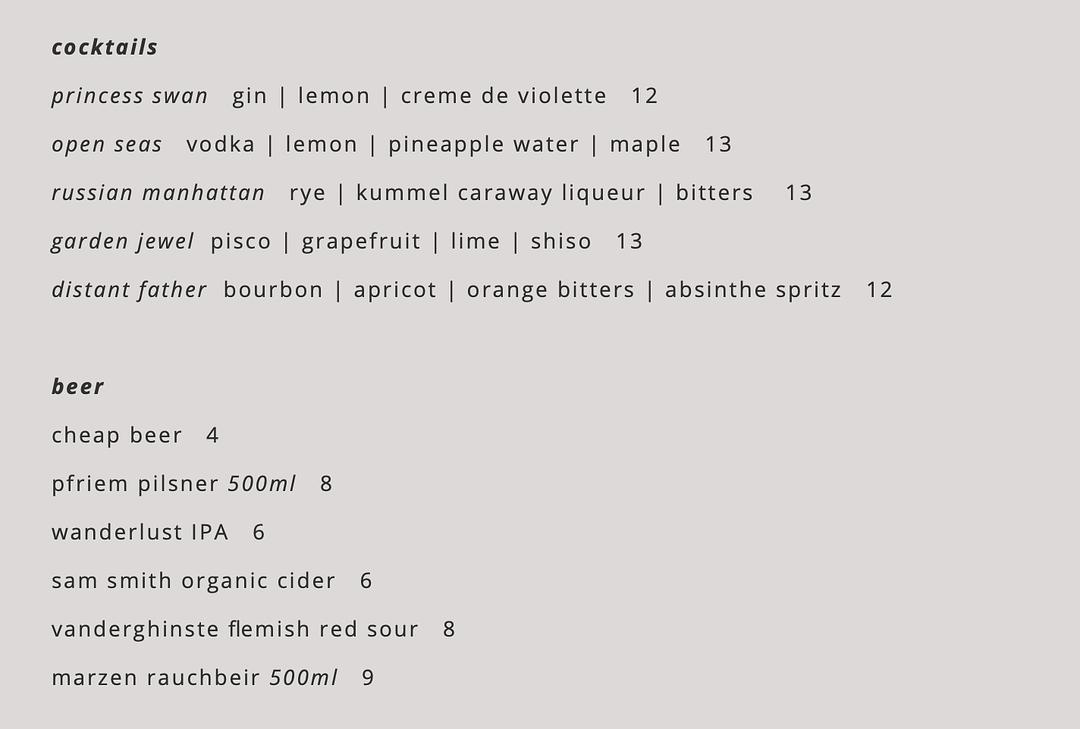 cocktails
princess swan gin | lemon | creme de violette 12
open seas vodka | lemon | pineapple water | maple 13
russian manhattan rye | kummel caraway liqueur | bitters 13
garden jewel pisco | grapefruit | lime | shiso 13
distant father bourbon | apricot | orange bitters | absinthe spritz 12
beer
cheap beer 4
pfriem pilsner 500ml 8
wanderlust IPA 6
sam smith organic cider 6
vanderghinste flemish red sour 8
marzen rauchbeir 500ml 9